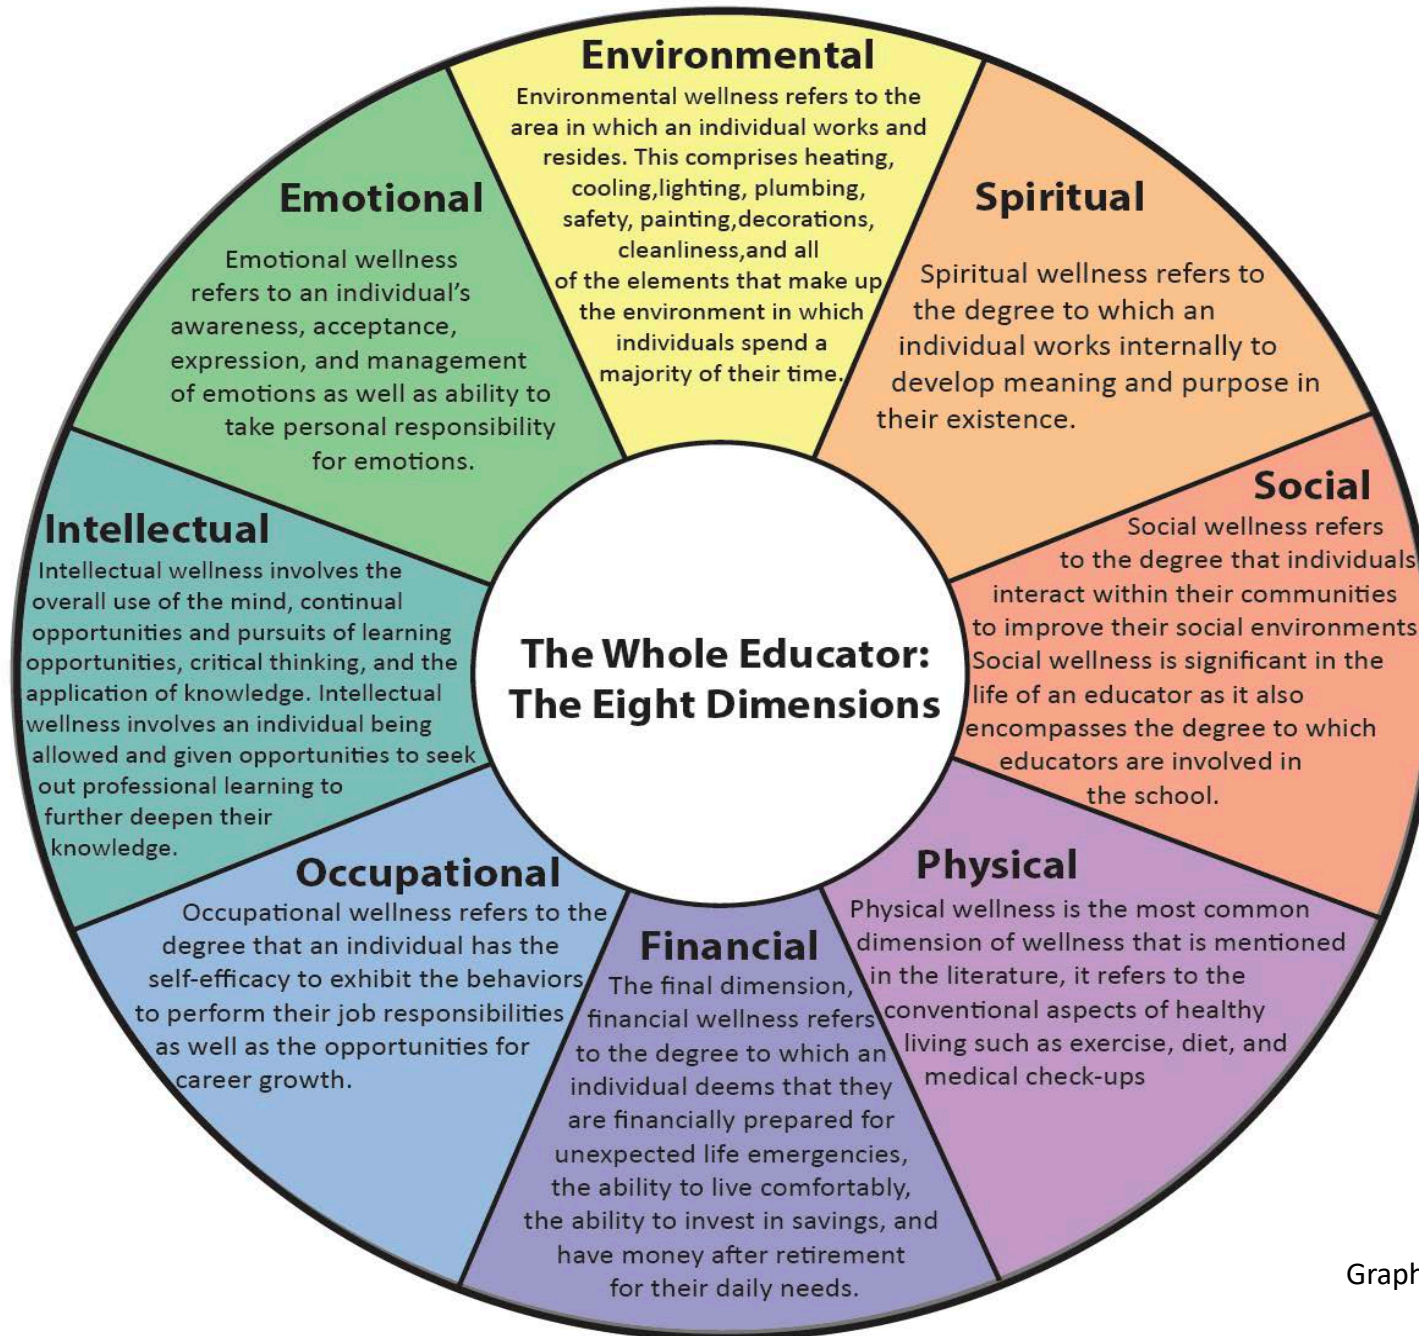 Environmental
Environmental wellness refers to the
area in which an individual works and
resides. This comprises heating,
cooling,lighting, plumbing,
safety, painting,decorations,
cleanliness,and all
of the elements that make up
the environment in which
individuals spend a
majority of their time.
Spiritual
Spiritual wellness refers to
the degree to which an
individual works internally to
develop meaning and purpose in
their existence.
Social
Social wellness refers
to the degree that individuals
interact within their communities
to improve their social environments
Social wellness is significant in the
life of an educator as it also
encompasses the degree to which
educators are involved in
the school.
Physical
Physical wellness is the most common
dimension of wellness that is mentioned
in the literature, it refers to the
conventional aspects of healthy
living such as exercise, diet, and
medical check-ups
Financial
The final dimension,
financial wellness refers
to the degree to which an
individual deems that they
are financially prepared for
unexpected life emergencies,
the ability to live comfortably,
the ability to invest in savings, and
have money after retirement
for their daily needs.
Occupational
Occupational wellness refers to the
degree that an individual has the
self-efficacy to exhibit the behaviors
to perform their job responsibilities
as well as the opportunities for
career growth.
Intellectual
Intellectual wellness involves the
overall use of the mind, continual
opportunities and pursuits of learning
opportunities, critical thinking, and the
application of knowledge. Intellectual
wellness involves an individual being
allowed and given opportunities to seek
out professional learning to
further deepen their
knowledge.
Emotional
Emotional wellness
refers to an individual's
awareness, acceptance,
expression, and management
of emotions as well as ability to
take personal responsibility
for emotions.
The Whole Educator:
The Eight Dimensions
Graph